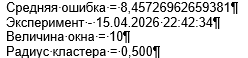 Средняя ошибка = 8,45726962659381¶
Эксперимент - 15.04.2026 22:42:34¶
Величина окна = 10¶
Радиус кластера = 0,500¶